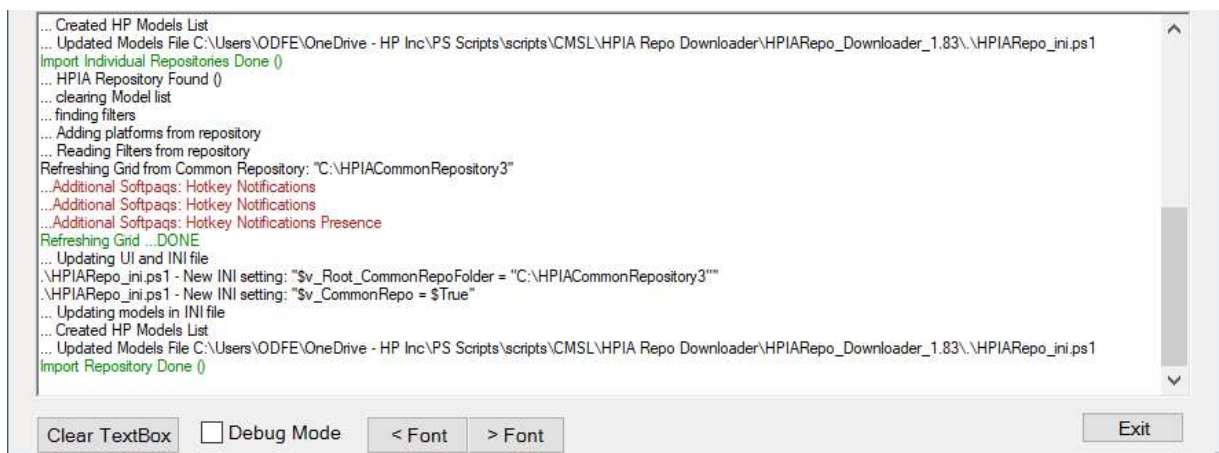 ... Created HP Models List
... Updated Models File C:\Users\ODFE\OneDrive - HP Inc\PS Scripts\scripts\CMSL\HPIA Repo Downloader\HPIARepo_Downloader_1.83\.\HPIARepo_ini.ps1
Import Individual Repositories Done ()
... HPIA Repository Found ()
... clearing Model list
... finding filters
... Adding platforms from repository
... Reading Filters from repository
Refreshing Grid from Common Repository: "C:\HPIACommonRepository3"
...Additional Softpaqs: Hotkey Notifications
...Additional Softpaqs: Hotkey Notifications
...Additional Softpaqs: Hotkey Notifications Presence
Refreshing Grid ...DONE
... Updating UI and INI file
.\HPIARepo_ini.ps1 - New INI setting: "$v_Root_CommonRepoFolder = "C:\HPIACommonRepository3""
.\HPIARepo_ini.ps1 - New INI setting: "$v_CommonRepo = $True"
... Updating models in INI file
... Created HP Models List
... Updated Models File C:\Users\ODFE\OneDrive - HP Inc\PS Scripts\scripts\CMSL\HPIA Repo Downloader\HPIARepo_Downloader_1.83\.\HPIARepo_ini.ps1
Import Repository Done ()
Clear TextBox Debug Mode < Font > Font Exit